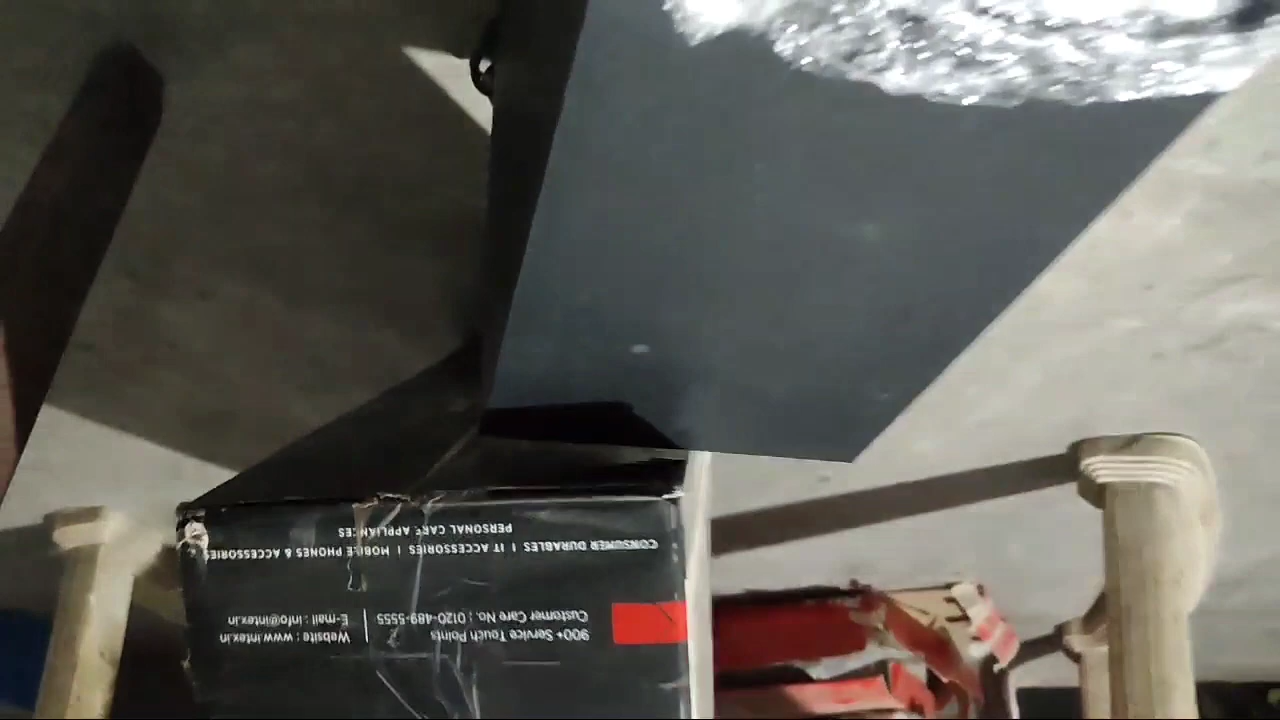 900+ Service Touch Points
Customer Care No.: 0120-489-5555
Website : www.intex.in
E-mail : info@intex.in
CONSUMER DURABLES | IT ACCESSORIES | MOBILE PHONES & ACCESSORIES
PERSONAL CARE APPLIANCES